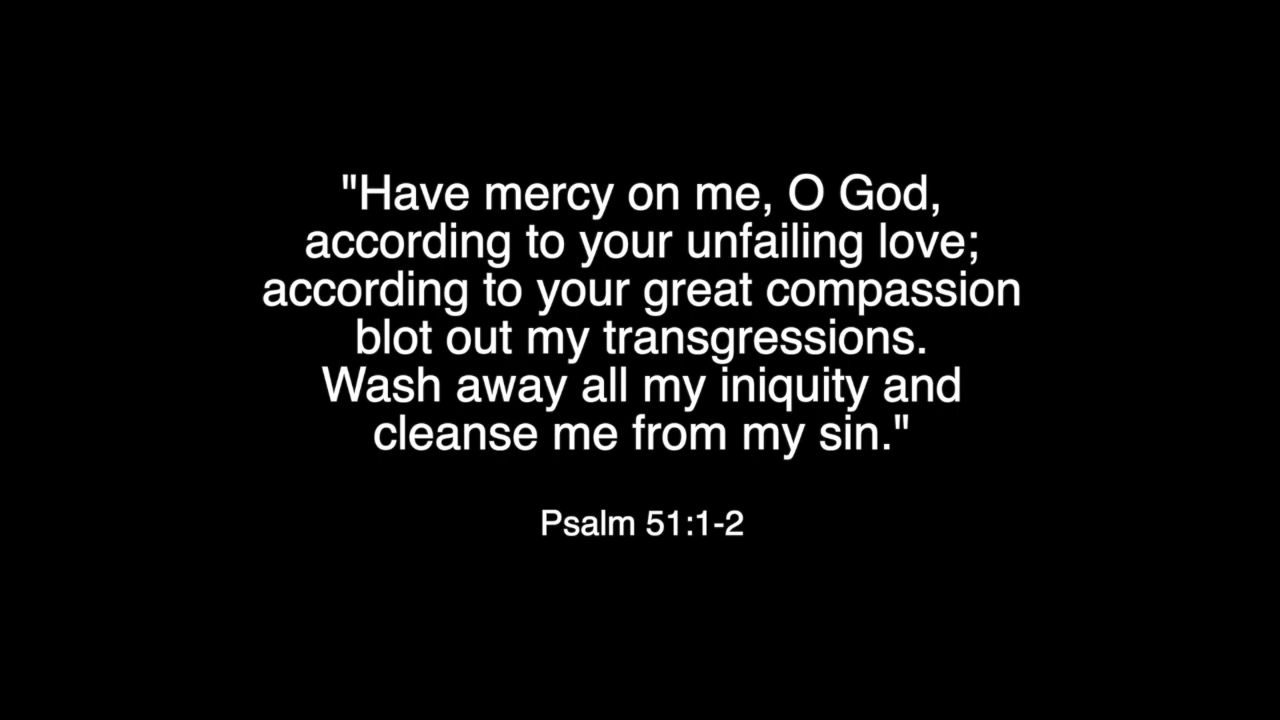 "Have mercy on me, O God,
according to your unfailing love;
according to your great compassion
blot out my transgressions.
Wash away all my iniquity and
cleanse me from my sin."
Psalm 51:1-2